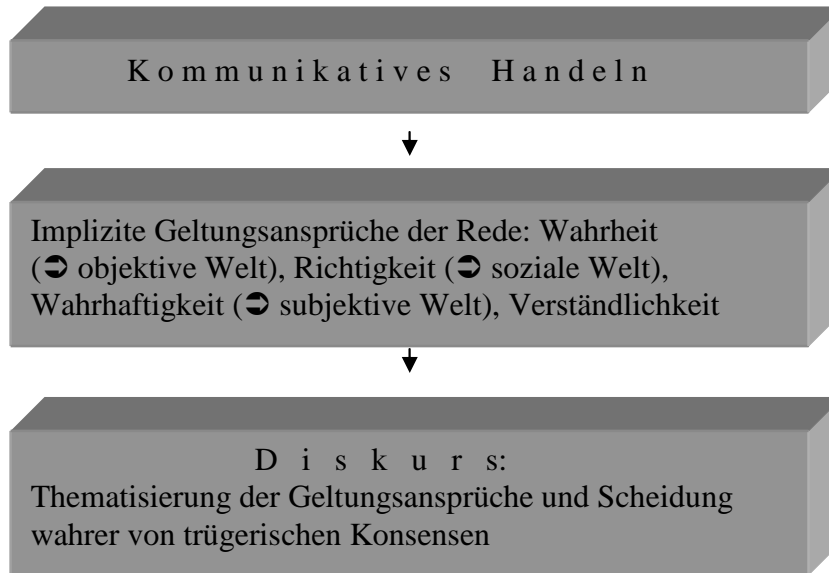 Kommunikatives Handeln
Implizite Geltungsansprüche der Rede: Wahrheit
(➲ objektive Welt), Richtigkeit (➲ soziale Welt),
Wahrhaftigkeit (➲ subjektive Welt), Verständlichkeit
Diskurs:
Thematisierung der Geltungsansprüche und Scheidung
wahrer von trügerischen Konsensen